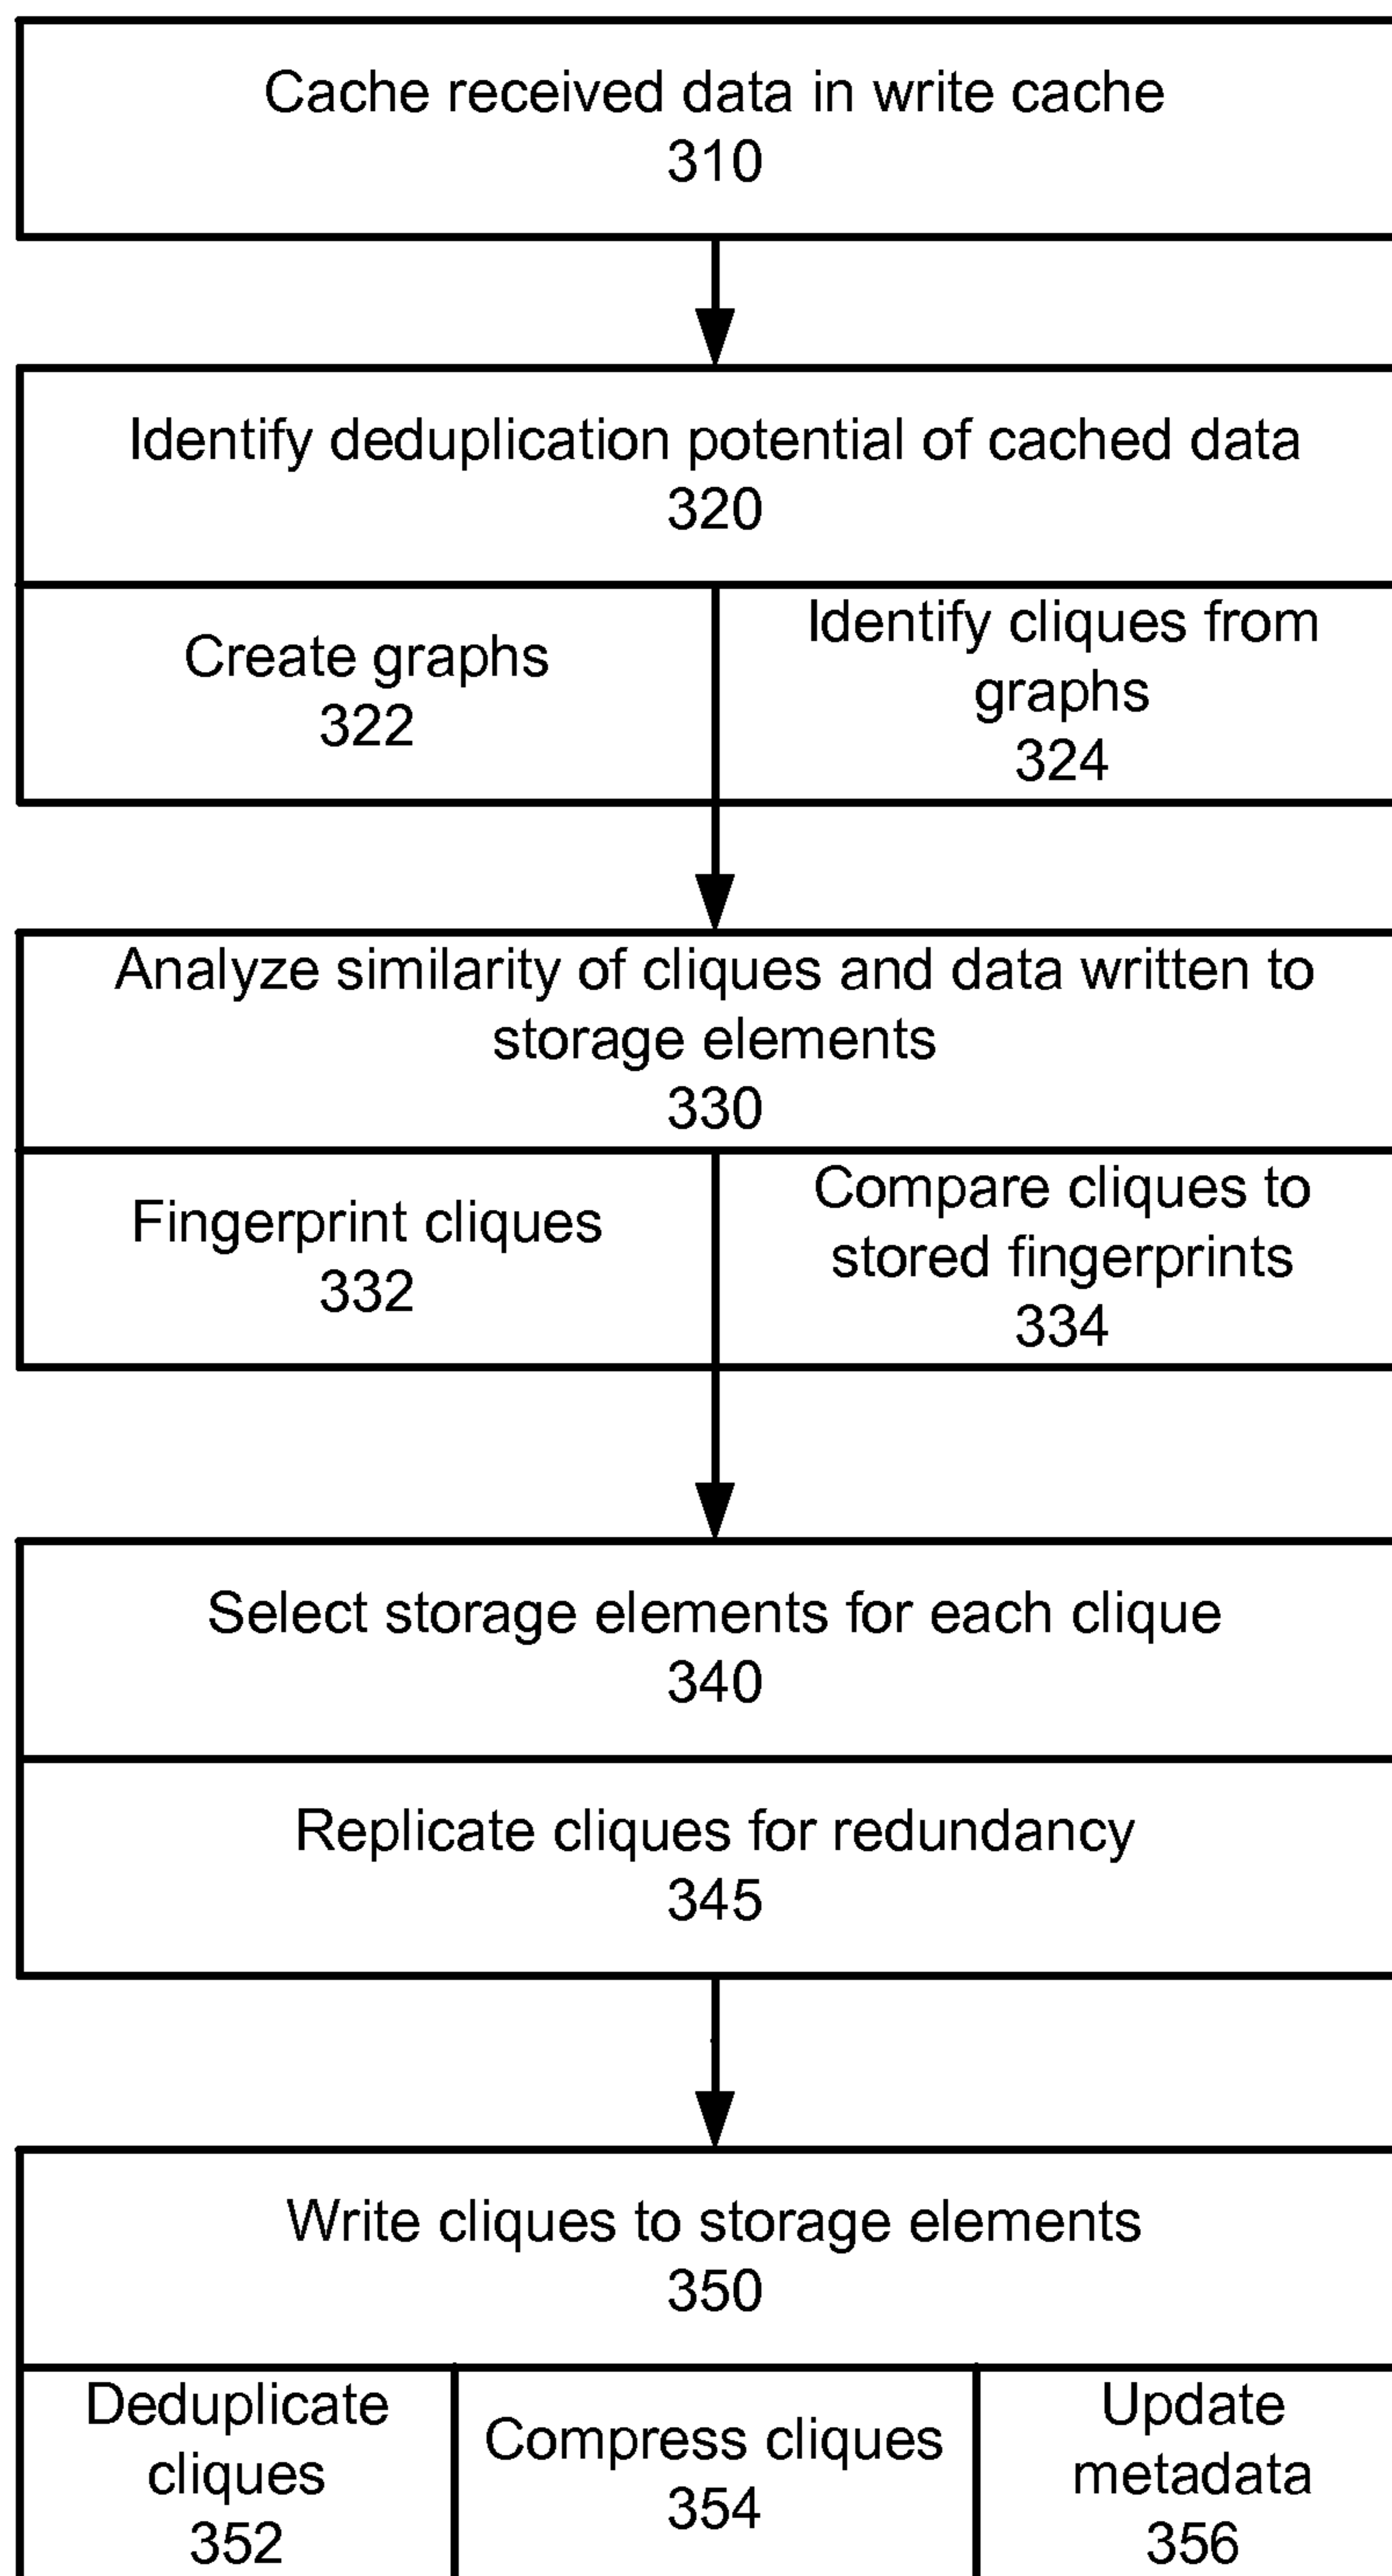 Cache received data in write cache
310
Identify deduplication potential of cached data
320
Create graphs
322
Identify cliques from
graphs
324
Analyze similarity of cliques and data written to
storage elements
330
Fingerprint cliques
332
Compare cliques to
stored fingerprints
334
Select storage elements for each clique
340
Replicate cliques for redundancy
345
Write cliques to storage elements
350
Deduplicate
cliques
352
Compress cliques
354
Update
metadata
356